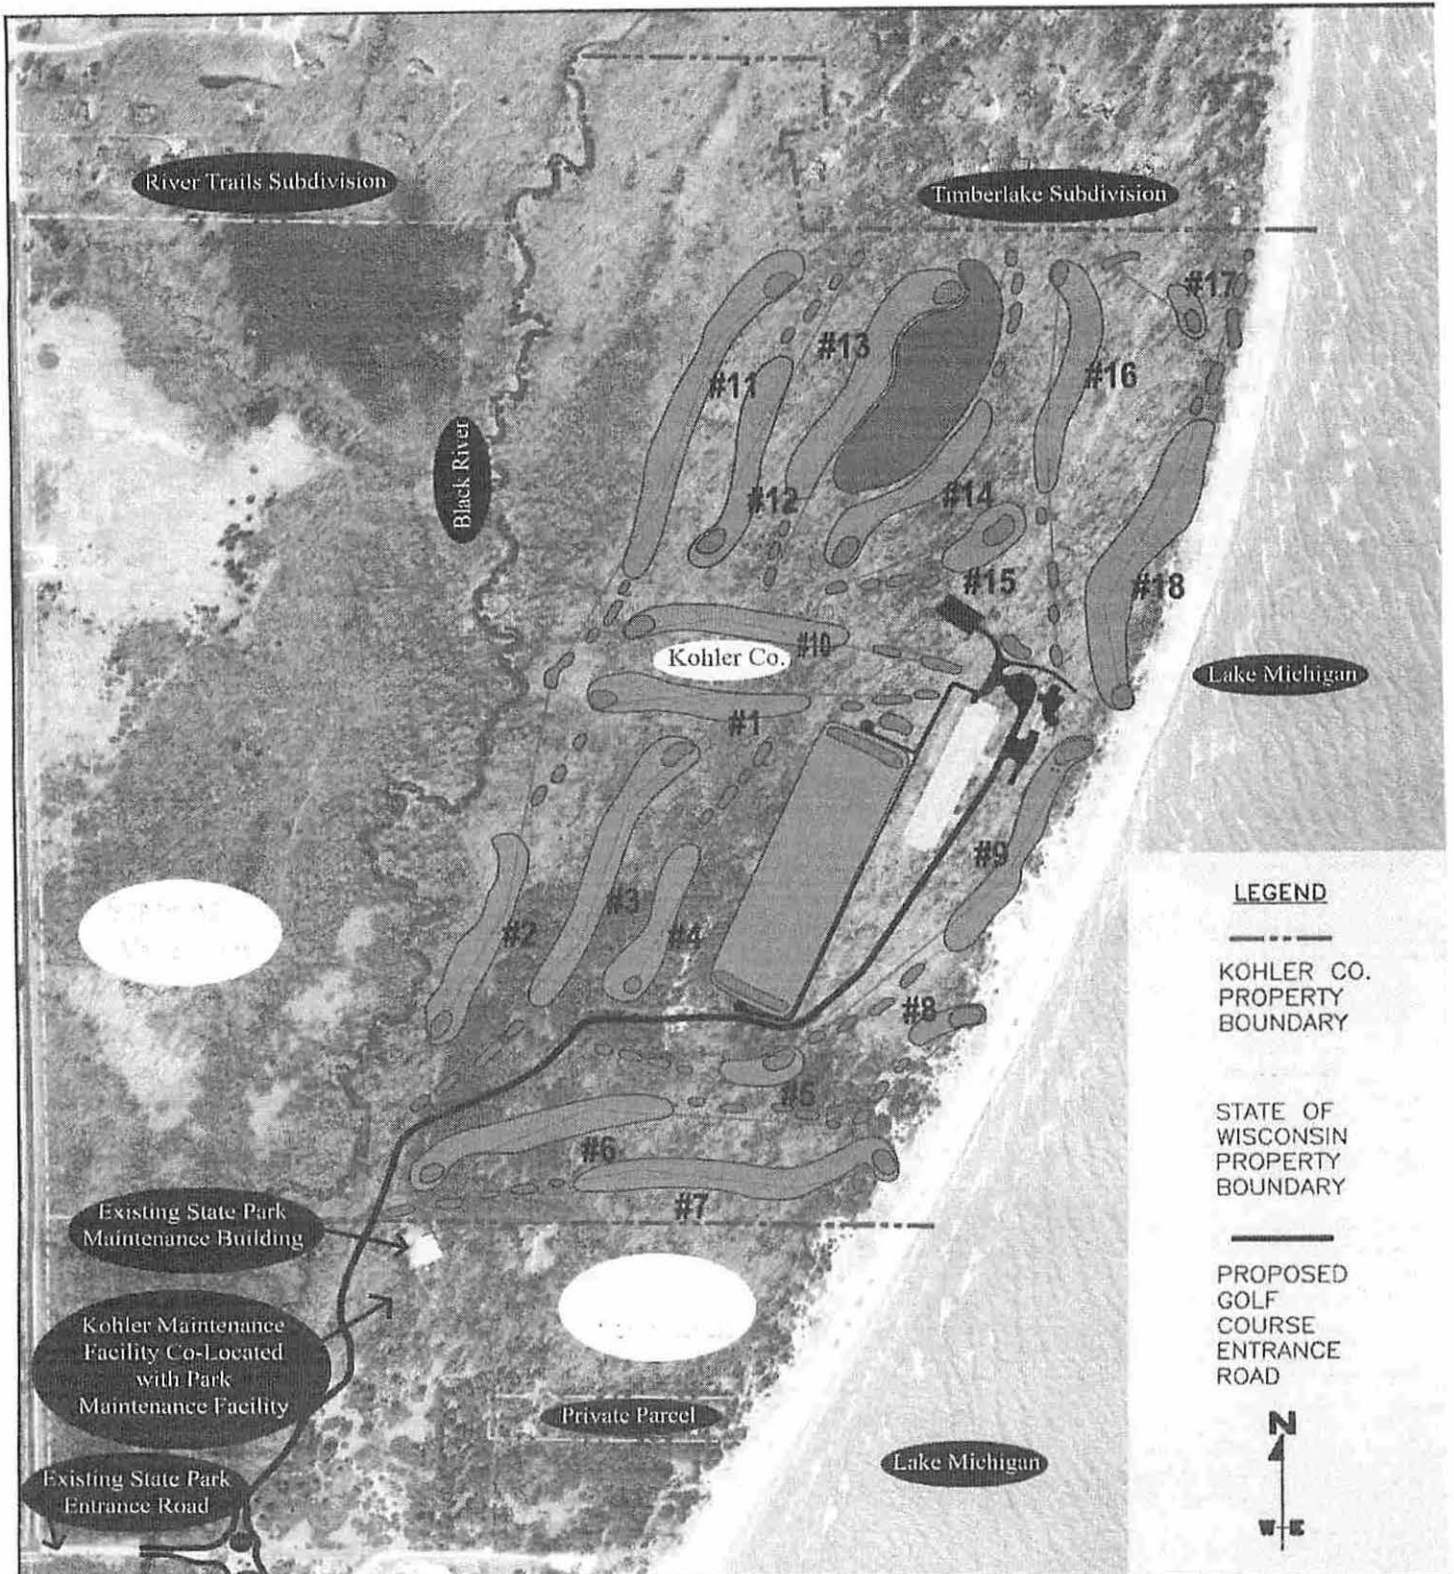 River Trails Subdivision
Timberlake Subdivision
#17
#13
#11
#16
Black River
#12
#14
#15
#18
#10
Kohler Co.
Lake Michigan
#1
#9
#3
#2
#4
#8
#5
#6
#7
Existing State Park
Maintenance Building
Kohler Maintenance
Facility Co-Located
with Park
Maintenance Facility
Private Parcel
Existing State Park
Entrance Road
Lake Michigan
LEGEND
KOHLER CO.
PROPERTY
BOUNDARY
STATE OF
WISCONSIN
PROPERTY
BOUNDARY
PROPOSED
GOLF
COURSE
ENTRANCE
ROAD
N
W E